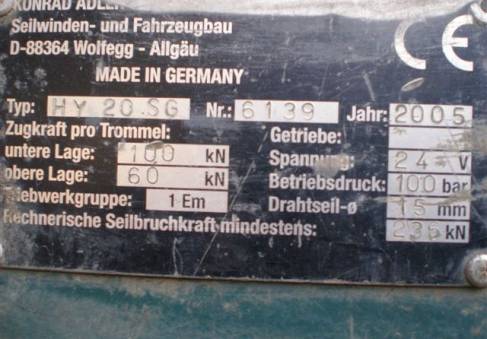 KONRAD ADLER
Seilwinden- und Fahrzeugbau
D-88364 Wolfegg - Allgäu
MADE IN GERMANY
CE
Typ: HY 20.SG Nr.: 6139 Jahr: 2005
Zugkraft pro Trommel: Getriebe:
untere Lage: 100 kN Spannung: 24 V
obere Lage: 60 kN Betriebsdruck: 100 bar
Triebwerkgruppe: 1 Em Drahtseil-ø 15 mm
Rechnerische Seilbruchkraft mindestens: 235 kN